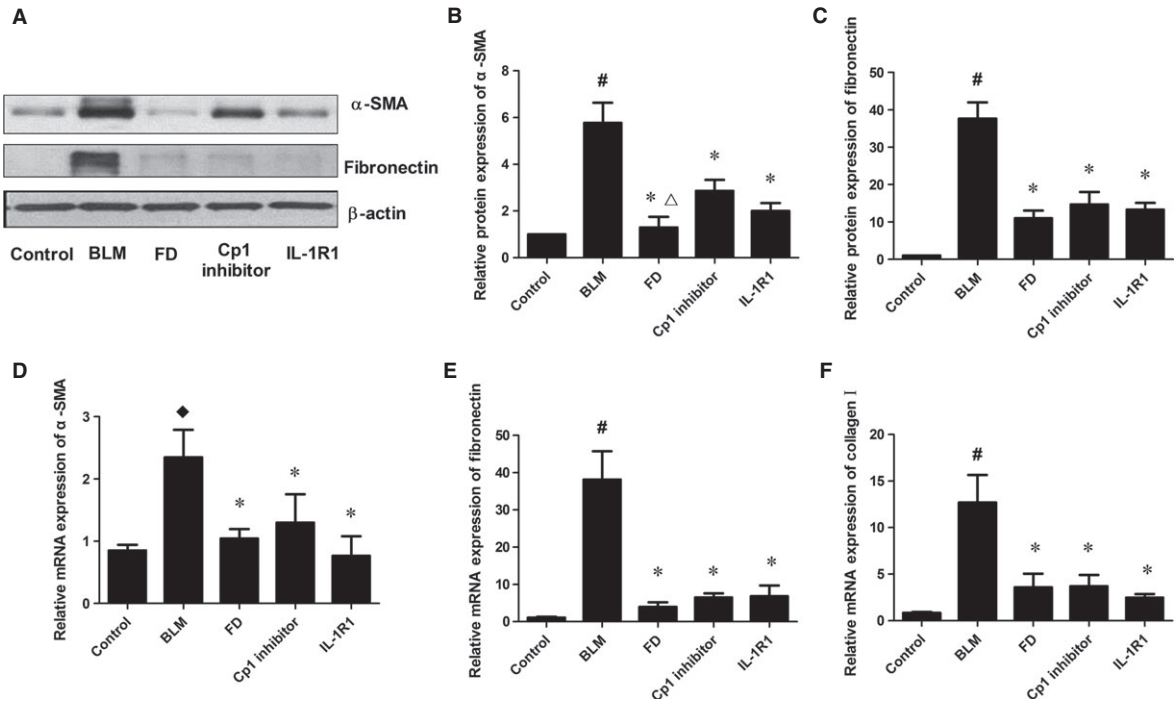 A
α-SMA
Fibronectin
β-actin
Control BLM FD Cp1 inhibitor IL-1R1
B
Relative protein expression of α -SMA
8
6
4
2
0
#
* △
*
*
Control
BLM
FD
Cp1 inhibitor
IL-1R1
C
Relative protein expression of fibronectin
50
40
30
20
10
0
#
*
*
*
Control
BLM
FD
Cp1 inhibitor
IL-1R1
D
Relative mRNA expression of α -SMA
3
2
1
0
◆
*
*
*
Control
BLM
FD
Cp1 inhibitor
IL-1R1
E
Relative mRNA expression of fibronectin
50
40
30
20
10
0
#
*
*
*
Control
BLM
FD
Cp1 inhibitor
IL-1R1
F
Relative mRNA expression of collagen I
20
15
10
5
0
#
*
*
*
Control
BLM
FD
Cp1 inhibitor
IL-1R1